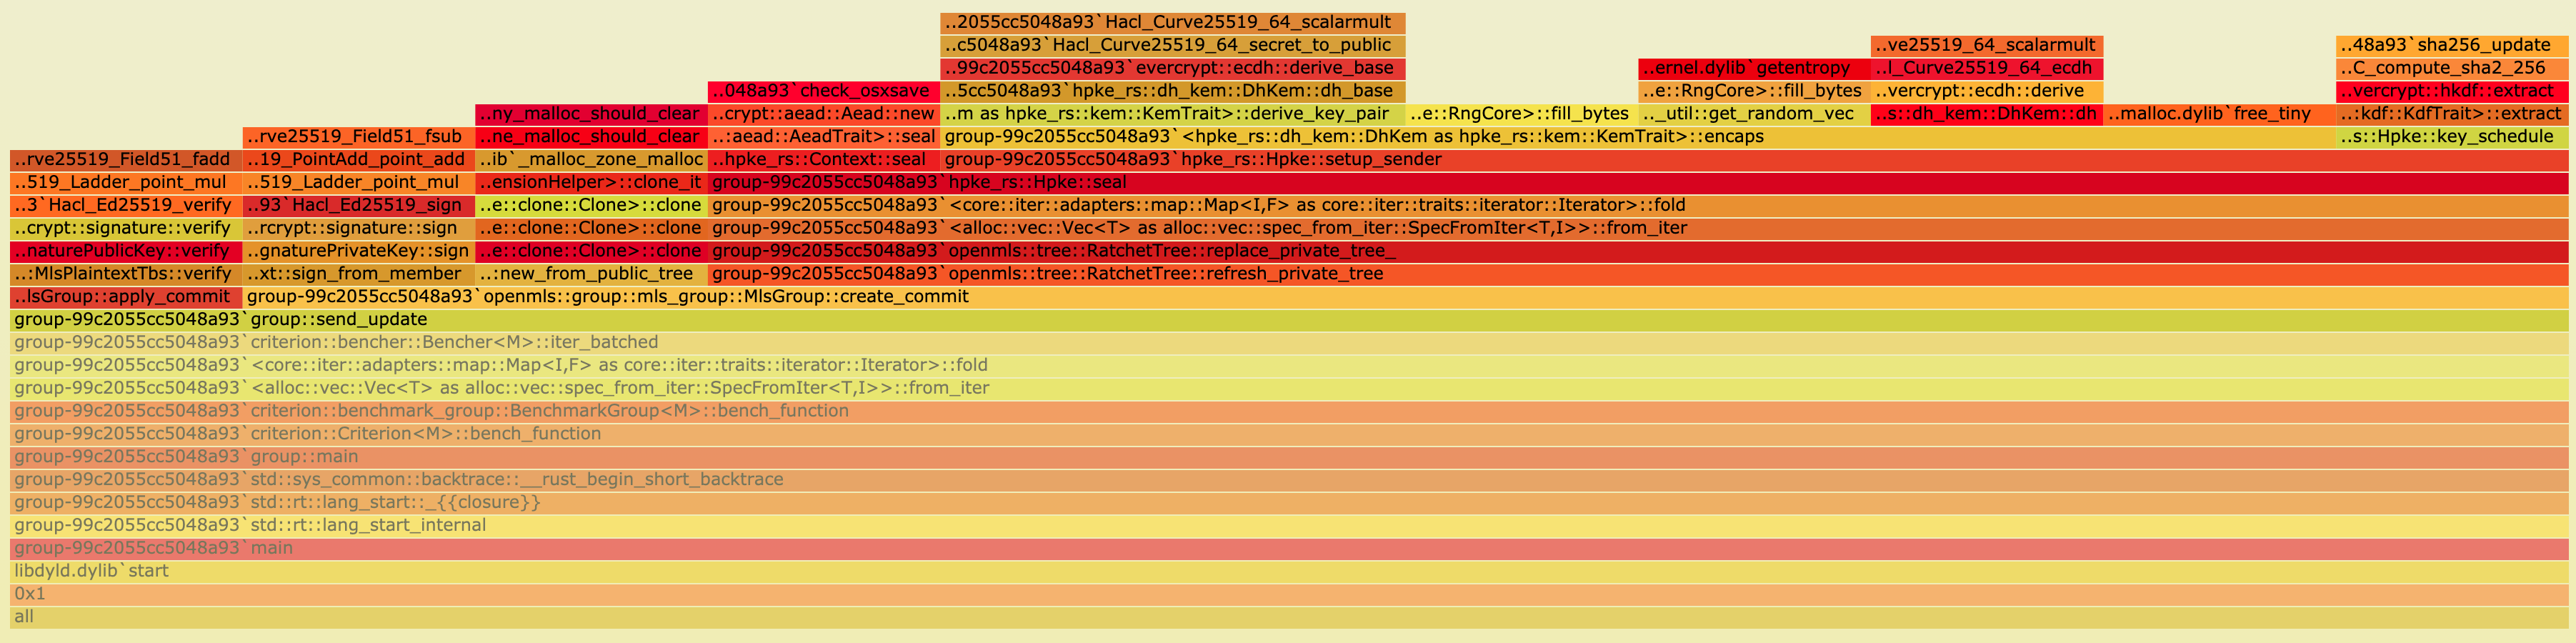 ..2055cc5048a93`Hacl_Curve25519_64_scalarmult
..c5048a93`Hacl_Curve25519_64_secret_to_public ..ve25519_64_scalarmult ..48a93`sha256_update
..99c2055cc5048a93`evercrypt::ecdh::derive_base ..ernel.dylib`getentropy ..l_Curve25519_64_ecdh ..C_compute_sha2_256
..048a93`check_osxsave ..5cc5048a93`hpke_rs::dh_kem::DhKem::dh_base ..e::RngCore>::fill_bytes ..vercrypt::ecdh::derive ..vercrypt::hkdf::extract
..ny_malloc_should_clear ..crypt::aead::Aead::new ..m as hpke_rs::kem::KemTrait>::derive_key_pair ..e::RngCore>::fill_bytes .._util::get_random_vec ..s::dh_kem::DhKem::dh ..malloc.dylib`free_tiny ..:kdf::KdfTrait>::extract
..rve25519_Field51_fsub ..ne_malloc_should_clear ..:aead::AeadTrait>::seal group-99c2055cc5048a93`<hpke_rs::dh_kem::DhKem as hpke_rs::kem::KemTrait>::encaps ..s::Hpke::key_schedule
..rve25519_Field51_fadd ..19_PointAdd_point_add ..ib`_malloc_zone_malloc ..hpke_rs::Context::seal group-99c2055cc5048a93`hpke_rs::Hpke::setup_sender
..519_Ladder_point_mul ..519_Ladder_point_mul ..ensionHelper>::clone_it group-99c2055cc5048a93`hpke_rs::Hpke::seal
..3`Hacl_Ed25519_verify ..93`Hacl_Ed25519_sign ..e::clone::Clone>::clone group-99c2055cc5048a93`<core::iter::adapters::map::Map<I,F> as core::iter::traits::iterator::Iterator>::fold
..crypt::signature::verify ..rcrypt::signature::sign ..e::clone::Clone>::clone group-99c2055cc5048a93`<alloc::vec::Vec<T> as alloc::vec::spec_from_iter::SpecFromIter<T,I>>::from_iter
..naturePublicKey::verify ..gnaturePrivateKey::sign ..e::clone::Clone>::clone group-99c2055cc5048a93`openmls::tree::RatchetTree::replace_private_tree_
..:MlsPlaintextTbs::verify ..xt::sign_from_member ..:new_from_public_tree group-99c2055cc5048a93`openmls::tree::RatchetTree::refresh_private_tree_
..lsGroup::apply_commit group-99c2055cc5048a93`openmls::group::mls_group::MlsGroup::create_commit
group-99c2055cc5048a93`group::send_update
group-99c2055cc5048a93`criterion::bencher::Bencher<M>::iter_batched
group-99c2055cc5048a93`<core::iter::adapters::map::Map<I,F> as core::iter::traits::iterator::Iterator>::fold
group-99c2055cc5048a93`<alloc::vec::Vec<T> as alloc::vec::spec_from_iter::SpecFromIter<T,I>>::from_iter
group-99c2055cc5048a93`criterion::benchmark_group::BenchmarkGroup<M>::bench_function
group-99c2055cc5048a93`criterion::Criterion<M>::bench_function
group-99c2055cc5048a93`group::main
group-99c2055cc5048a93`std::sys_common::backtrace::__rust_begin_short_backtrace
group-99c2055cc5048a93`std::rt::lang_start::_{{closure}}
group-99c2055cc5048a93`std::rt::lang_start_internal
group-99c2055cc5048a93`main
libdyld.dylib`start
0x1
all